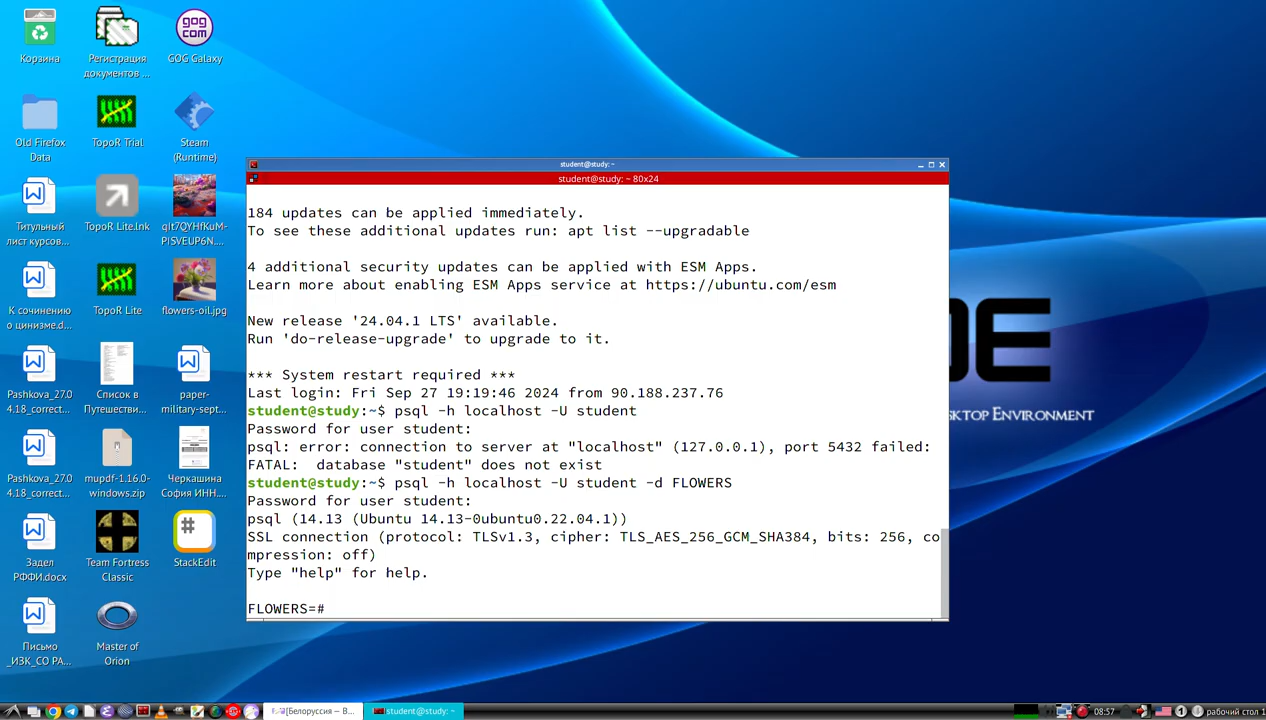 Корзина
Регистрация
документов ...
GOG
COM
GOG Galaxy
Old Firefox
Data
TopoR Trial
Steam
(Runtime)
Титульный
лист курсов...
TopoR Lite.lnk
qIt7QYHfKuM-
PJSVEUP6N....
К сочинению
о цинизме.d...
TopoR Lite
flowers-oil.jpg
Pashkova_27.0
4.18_correct...
Список в
Путешестви...
paper-
military-sept...
Pashkova_27.0
4.18_correct...
mupdf-1.16.0-
windows.zip
Черкашина
София ИНН....
Задел
РФФИ.docx
Team Fortress
Classic
StackEdit
Письмо
_ИЗК_СО РА...
Master of
Orion
student@study: ~
student@study: ~ 80x24
184 updates can be applied immediately.
To see these additional updates run: apt list --upgradable
4 additional security updates can be applied with ESM Apps.
Learn more about enabling ESM Apps service at https://ubuntu.com/esm
New release '24.04.1 LTS' available.
Run 'do-release-upgrade' to upgrade to it.
*** System restart required ***
Last login: Fri Sep 27 19:19:46 2024 from 90.188.237.76
student@study:~$ psql -h localhost -U student
Password for user student:
psql: error: connection to server at "localhost" (127.0.0.1), port 5432 failed:
FATAL:  database "student" does not exist
student@study:~$ psql -h localhost -U student -d FLOWERS
Password for user student:
psql (14.13 (Ubuntu 14.13-0ubuntu0.22.04.1))
SSL connection (protocol: TLSv1.3, cipher: TLS_AES_256_GCM_SHA384, bits: 256, co
mpression: off)
Type "help" for help.
FLOWERS=#
DE
SKTOP ENVIRONMENT
[Белоруссия — В...
student@study: ~
08:57
1
рабочий стол 1